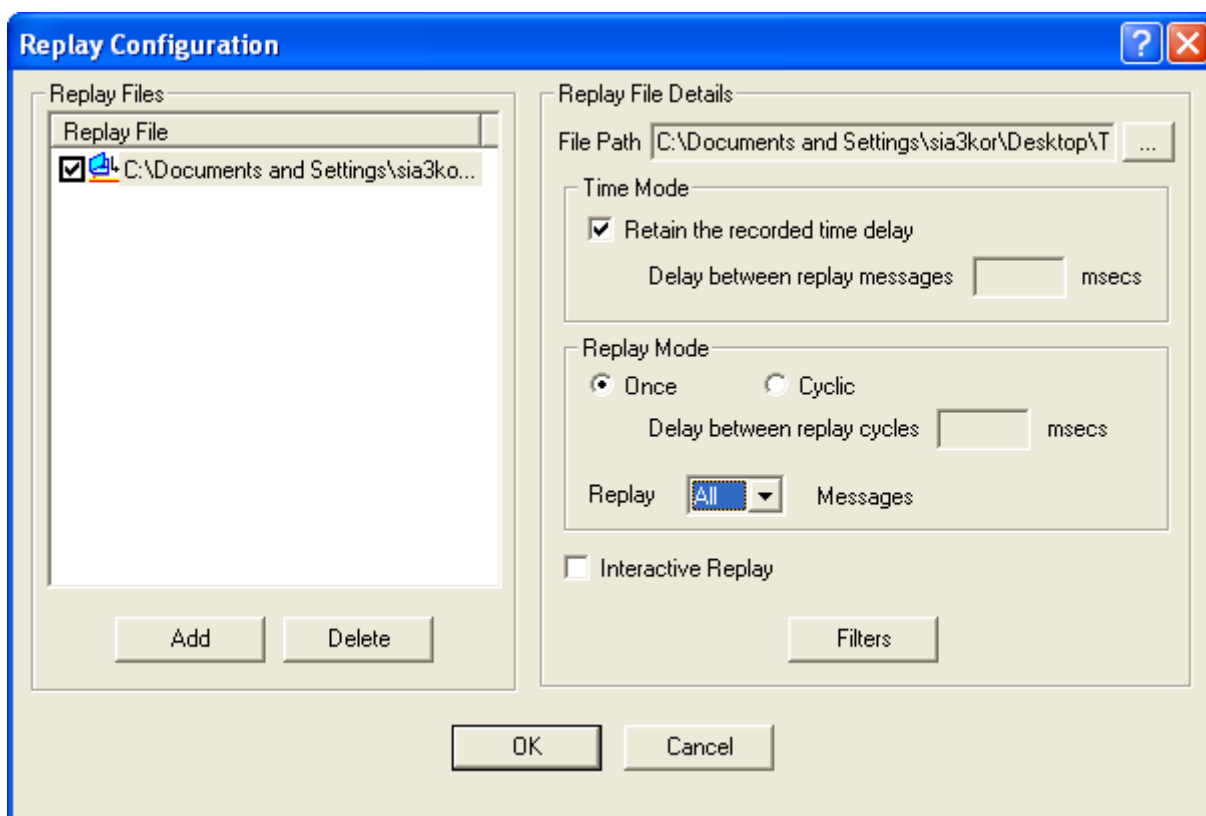 Replay Configuration
Replay Files
Replay File
C:\Documents and Settings\sia3ko...
Add
Delete
Replay File Details
File Path C:\Documents and Settings\sia3kor\Desktop\T ...
Time Mode
Retain the recorded time delay
Delay between replay messages msecs
Replay Mode
Once Cyclic
Delay between replay cycles msecs
Replay All Messages
Interactive Replay
Filters
OK
Cancel